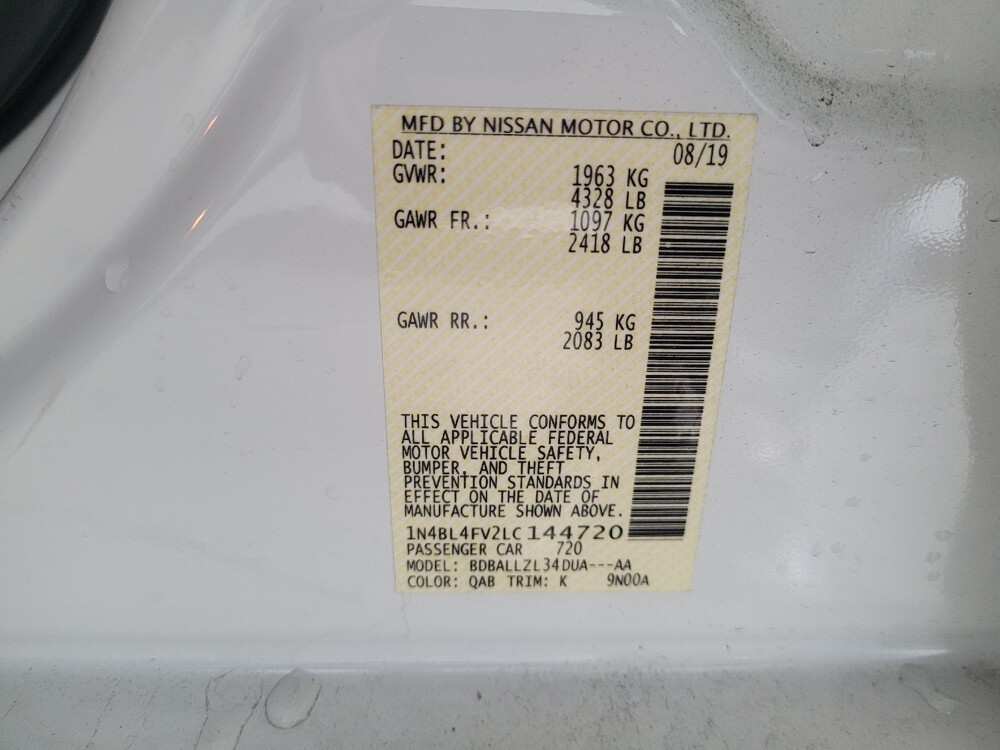 MFD BY NISSAN MOTOR CO., LTD.
DATE: 08/19
GVWR: 1963 KG
4328 LB
GAWR FR.: 1097 KG
2418 LB
GAWR RR.: 945 KG
2083 LB
THIS VEHICLE CONFORMS TO
ALL APPLICABLE FEDERAL
MOTOR VEHICLE SAFETY,
BUMPER, AND THEFT
PREVENTION STANDARDS IN
EFFECT ON THE DATE OF
MANUFACTURE SHOWN ABOVE.
1N4BL4FV2LC144720
PASSENGER CAR 720
MODEL: BDBALLZL34DUA---AA
COLOR: QAB TRIM: K 9N00A